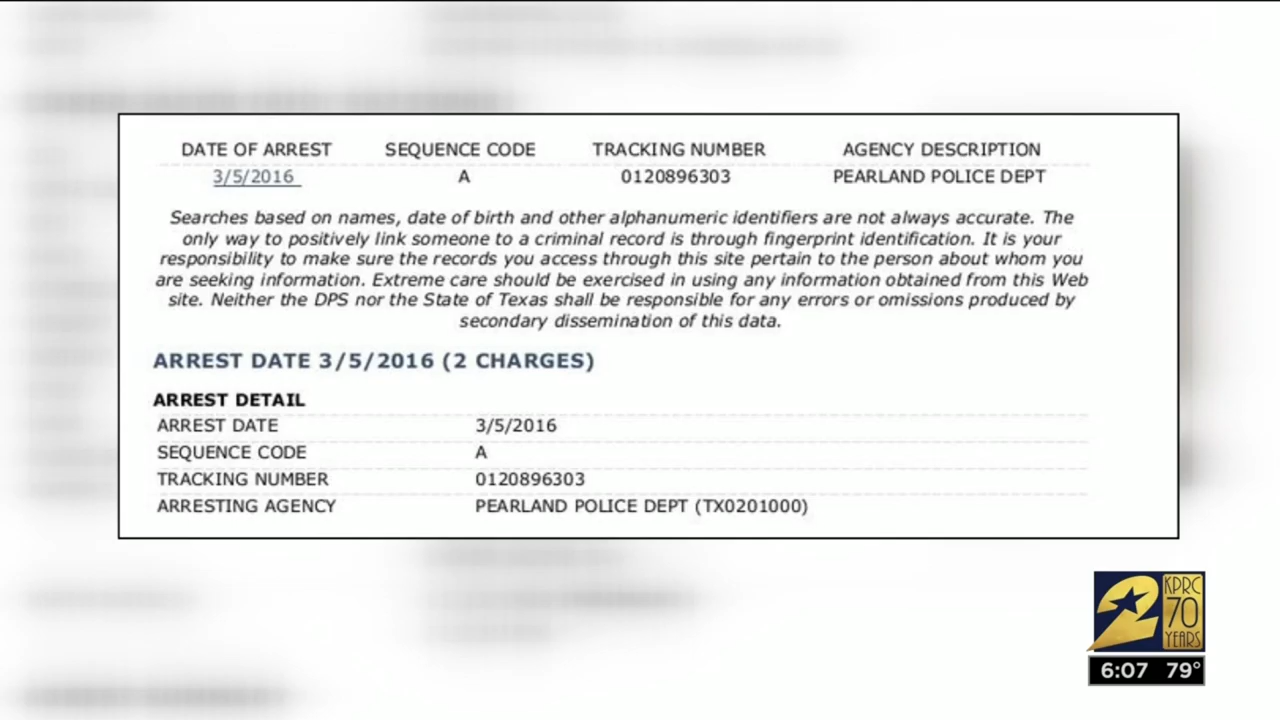 DATE OF ARREST SEQUENCE CODE TRACKING NUMBER AGENCY DESCRIPTION
3/5/2016 A 0120896303 PEARLAND POLICE DEPT
Searches based on names, date of birth and other alphanumeric identifiers are not always accurate. The
only way to positively link someone to a criminal record is through fingerprint identification. It is your
responsibility to make sure the records you access through this site pertain to the person about whom you
are seeking information. Extreme care should be exercised in using any information obtained from this Web
site. Neither the DPS nor the State of Texas shall be responsible for any errors or omissions produced by
secondary dissemination of this data.
ARREST DATE 3/5/2016 (2 CHARGES)
ARREST DETAIL
ARREST DATE 3/5/2016
SEQUENCE CODE A
TRACKING NUMBER 0120896303
ARRESTING AGENCY PEARLAND POLICE DEPT (TX0201000)
2 KPRC
70
YEARS
6:07 79°